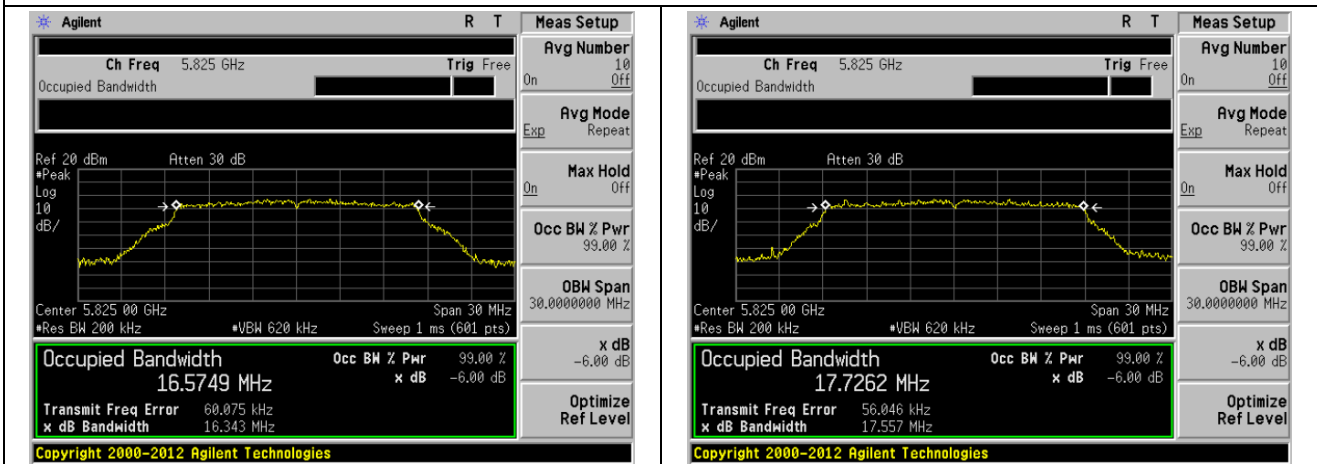 Agilent R T Meas Setup
Ch Freq 5.825 GHz Trig Free
Occupied Bandwidth
Avg Number
10
On Off
Avg Mode
Exp Repeat
Ref 20 dBm Atten 30 dB
#Peak
Log
10
dB/
Max Hold
On Off
Occ BW % Pwr
99.00 %
OBW Span
30.0000000 MHz
Center 5.825 00 GHz Span 30 MHz
#Res BW 200 kHz #VBW 620 kHz Sweep 1 ms (601 pts)
Occupied Bandwidth Occ BW % Pwr 99.00 %
16.5749 MHz x dB -6.00 dB
Transmit Freq Error 60.075 kHz
x dB Bandwidth 16.343 MHz
x dB
-6.00 dB
Optimize
Ref Level
Copyright 2000-2012 Agilent Technologies
Agilent R T Meas Setup
Ch Freq 5.825 GHz Trig Free
Occupied Bandwidth
Avg Number
10
On Off
Avg Mode
Exp Repeat
Ref 20 dBm Atten 30 dB
#Peak
Log
10
dB/
Max Hold
On Off
Occ BW % Pwr
99.00 %
OBW Span
30.0000000 MHz
Center 5.825 00 GHz Span 30 MHz
#Res BW 200 kHz #VBW 620 kHz Sweep 1 ms (601 pts)
Occupied Bandwidth Occ BW % Pwr 99.00 %
17.7262 MHz x dB -6.00 dB
Transmit Freq Error 56.046 kHz
x dB Bandwidth 17.557 MHz
x dB
-6.00 dB
Optimize
Ref Level
Copyright 2000-2012 Agilent Technologies